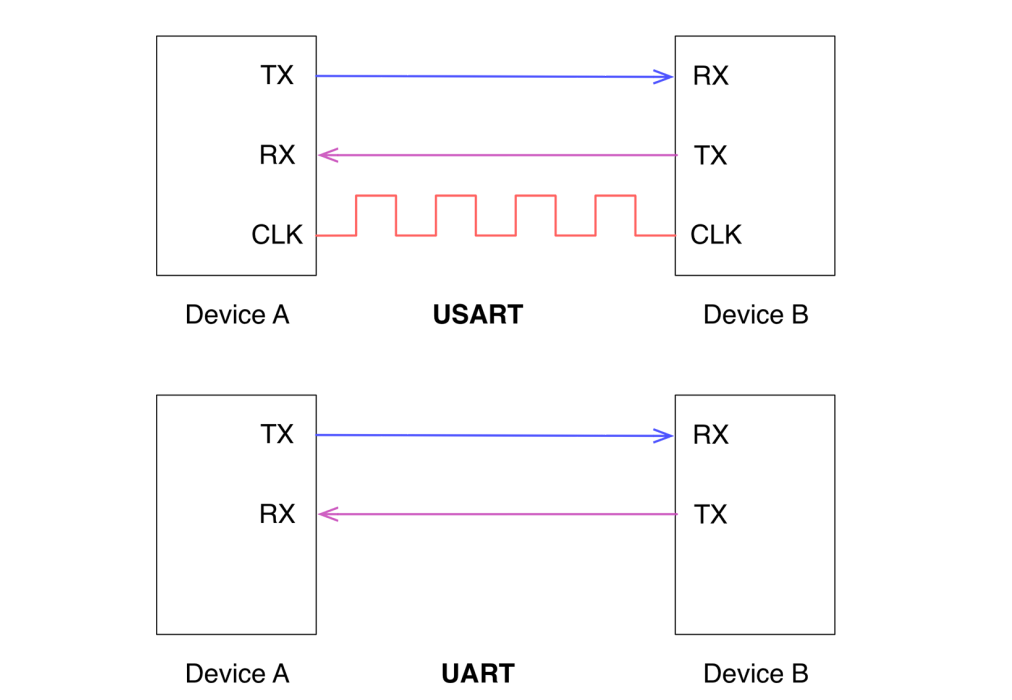 TX RX
RX TX
CLK CLK
Device A USART Device B
TX RX
RX TX
Device A UART Device B